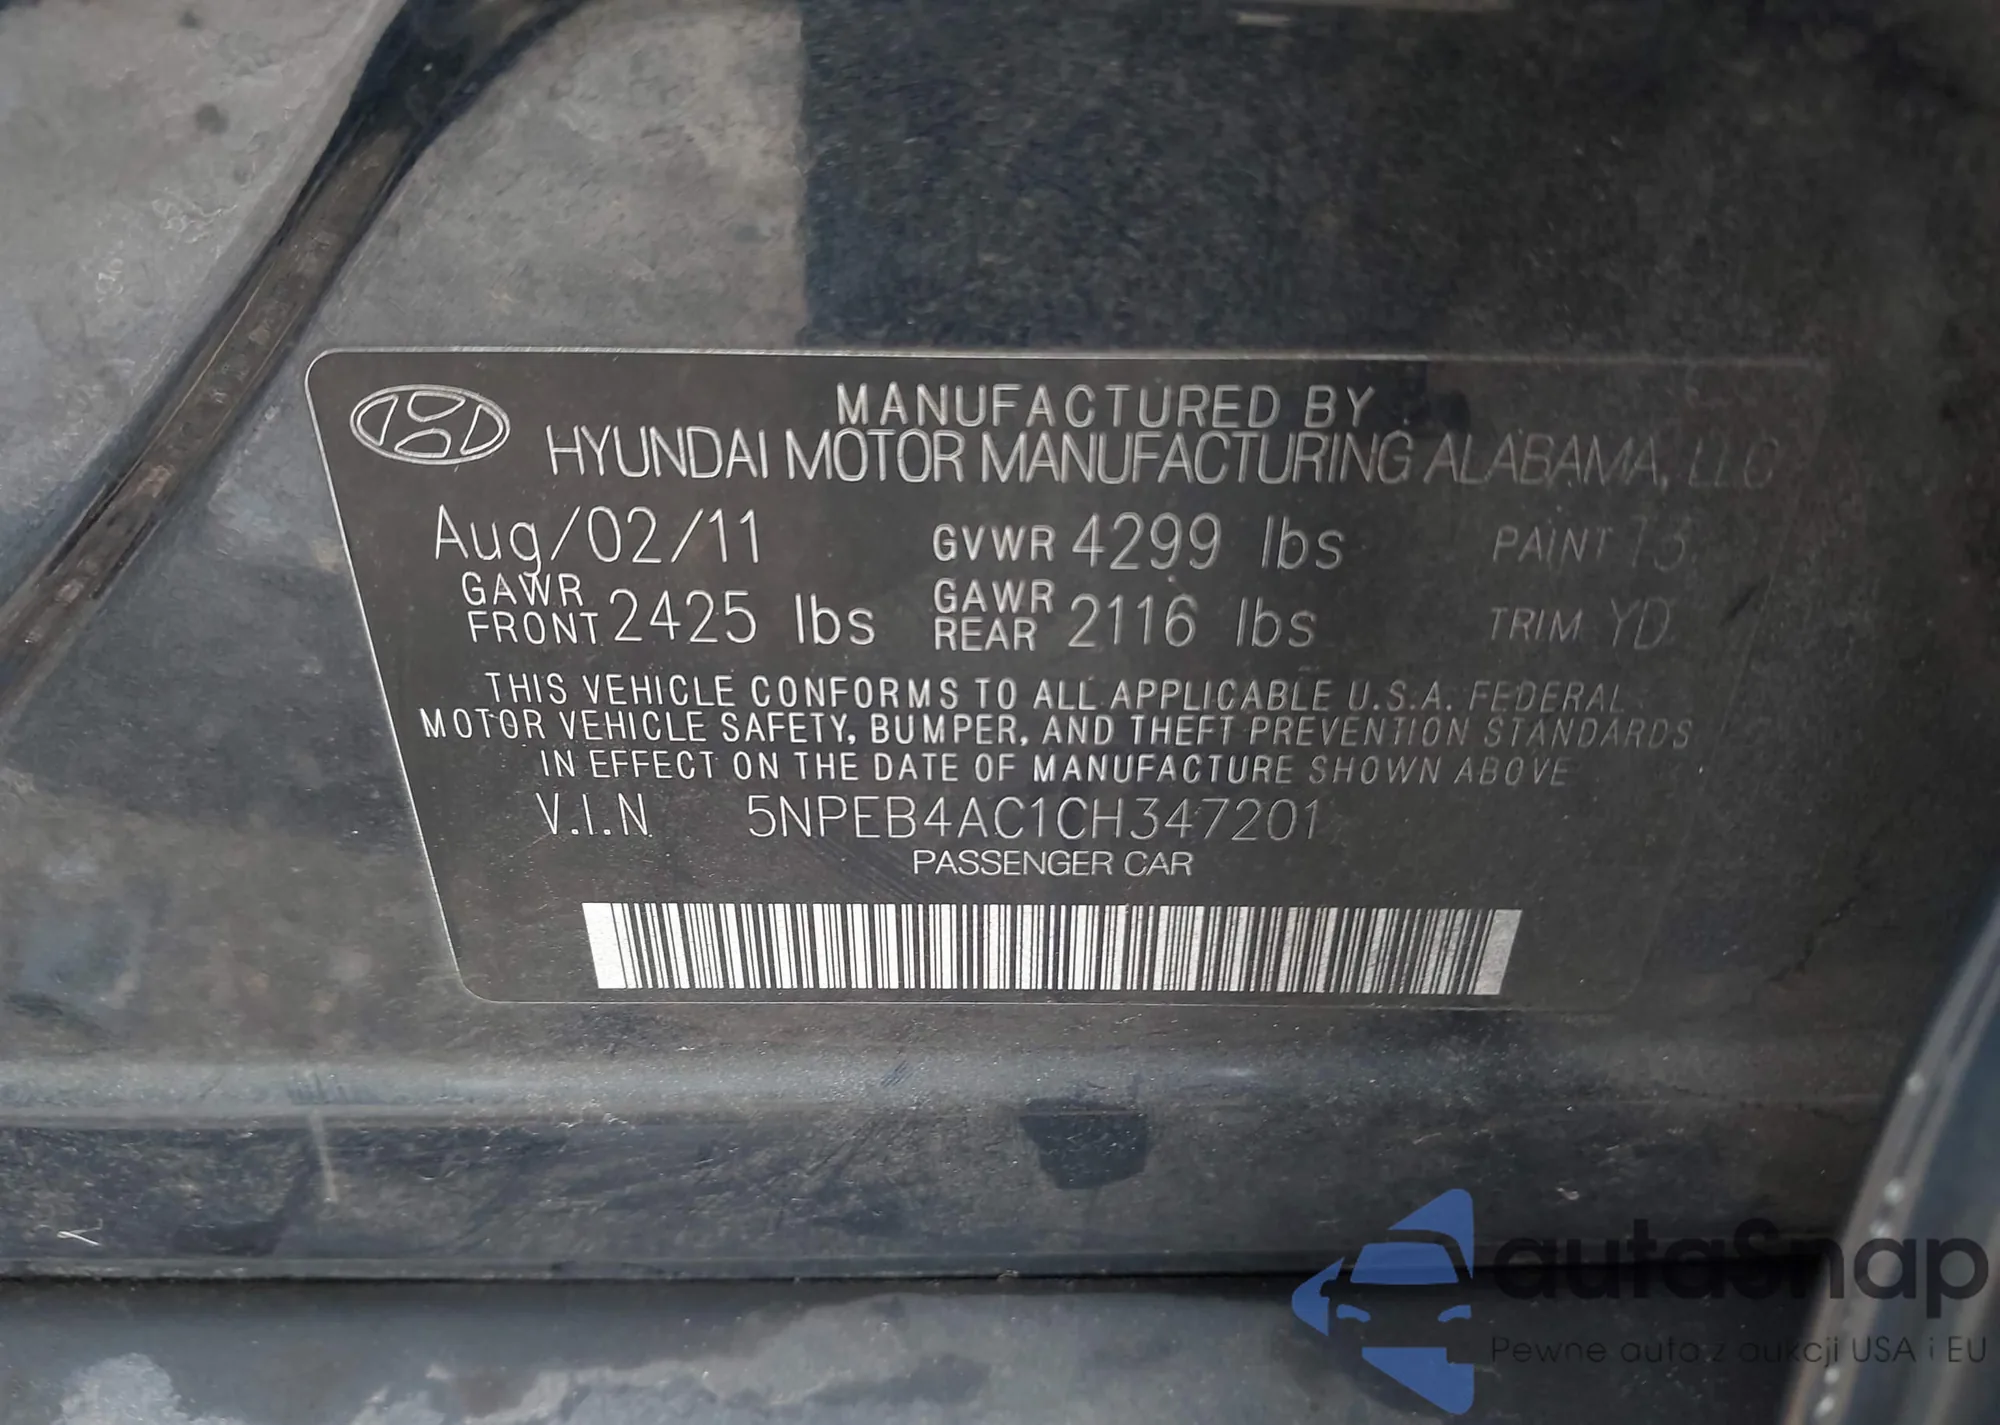 MANUFACTURED BY
HYUNDAI MOTOR MANUFACTURING ALABAMA, LLC
Aug/02/11 GVWR 4299 lbs PAINT
GAWR FRONT 2425 lbs GAWR REAR 2116 lbs TRIM YD
THIS VEHICLE CONFORMS TO ALL APPLICABLE U.S.A. FEDERAL
MOTOR VEHICLE SAFETY, BUMPER, AND THEFT PREVENTION STANDARDS
IN EFFECT ON THE DATE OF MANUFACTURE SHOWN ABOVE
V.I.N. 5NPEB4AC1CH347201
PASSENGER CAR
autaSnap
Pewne auta z aukcji USA i EU